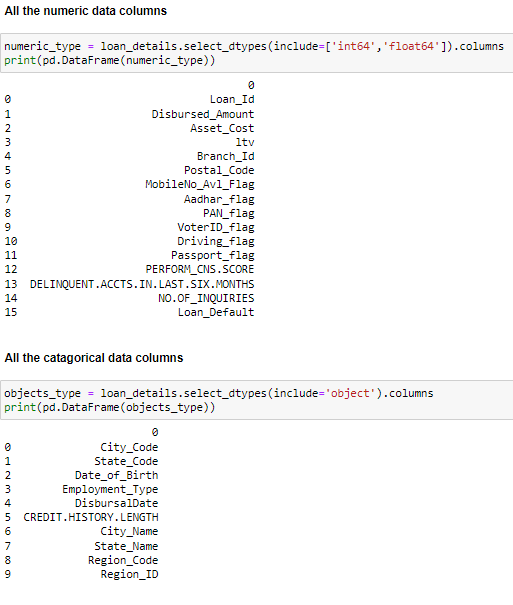 All the numeric data columns
numeric_type = loan_details.select_dtypes(include=['int64','float64']).columns
print(pd.DataFrame(numeric_type))
0
0 Loan_Id
1 Disbursed_Amount
2 Asset_Cost
3 ltv
4 Branch_Id
5 Postal_Code
6 MobileNo_Avl_Flag
7 Aadhar_flag
8 PAN_flag
9 VoterID_flag
10 Driving_flag
11 Passport_flag
12 PERFORM_CNS.SCORE
13 DELINQUENT.ACCTS.IN.LAST.SIX.MONTHS
14 NO.OF_INQUIRIES
15 Loan_Default
All the catagorical data columns
objects_type = loan_details.select_dtypes(include='object').columns
print(pd.DataFrame(objects_type))
0
0 City_Code
1 State_Code
2 Date_of_Birth
3 Employment_Type
4 DisbursalDate
5 CREDIT.HISTORY.LENGTH
6 City_Name
7 State_Name
8 Region_Code
9 Region_ID